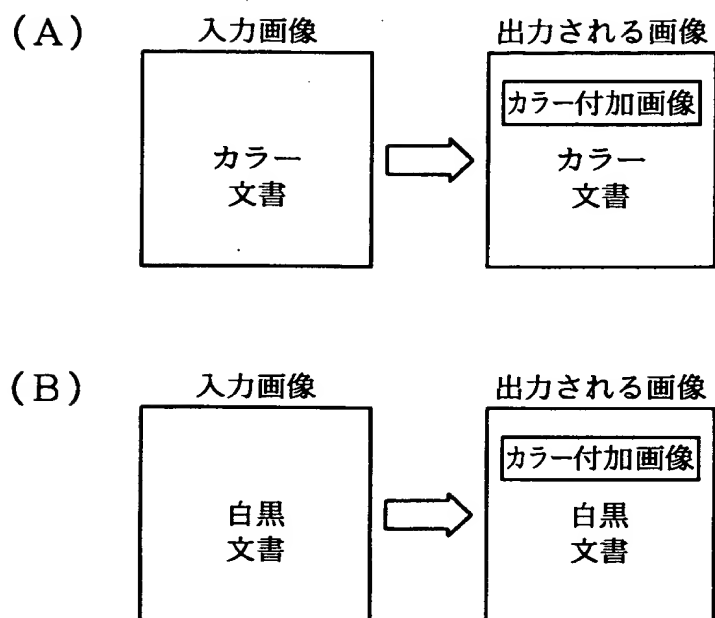 (A)
入力画像
出力される画像
カラー
文書
カラー付加画像
カラー
文書
(B)
入力画像
出力される画像
白黒
文書
カラー付加画像
白黒
文書